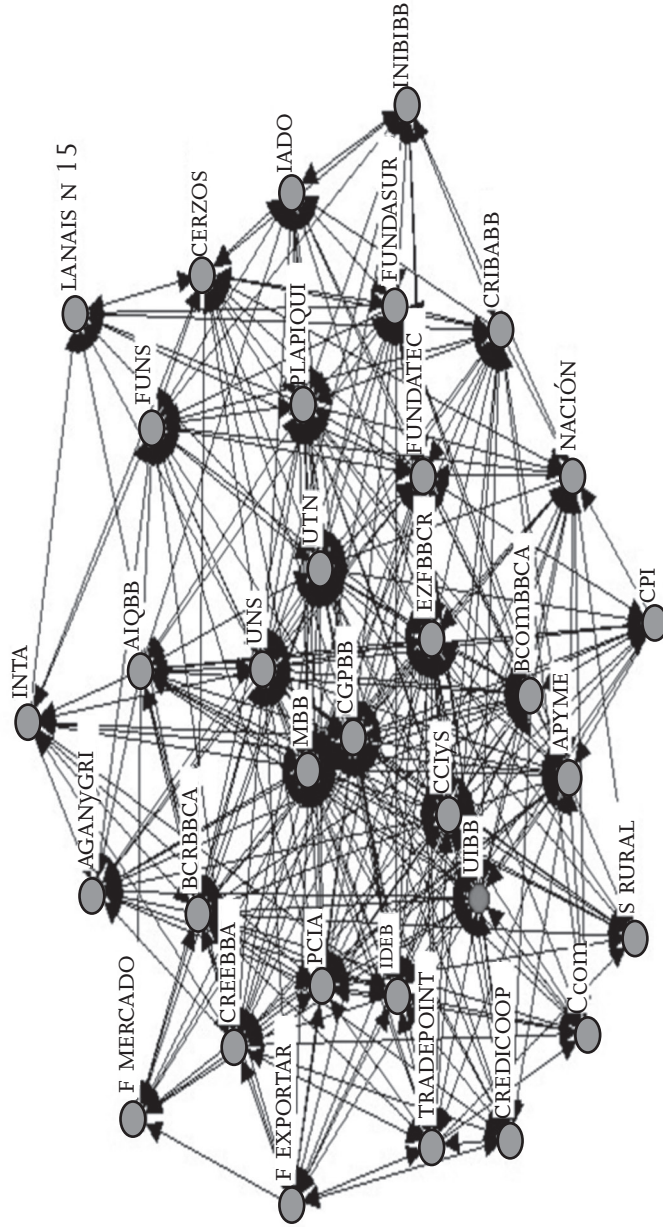 INIBIBB
LANAIS N 15
CERZOS
IADO
FUNDASUR
CRIBABB
FUNS
PLAPIQUI
FUNDATEC
NACIÓN
UTN
EZFBBCR
BComBBCA
CPI
INTA
AIQBB
UNS
MBB
CGPBB
CCIyS
APYME
AGANyGRI
BCRBBCA
UIBB
S RURAL
F MERCADO
CREEBBA
PCIA
IDEB
Ccom
F EXPORTAR
TRADEPOINT
CREDICOOP